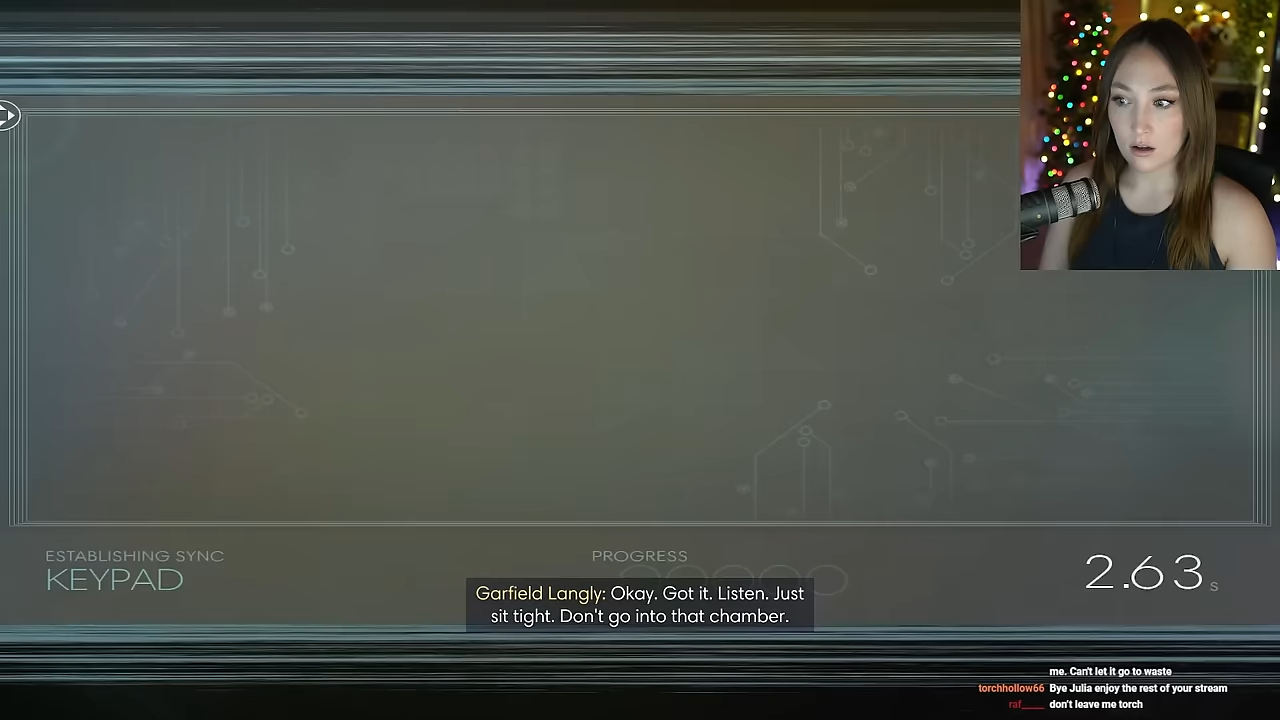 ESTABLISHING SYNC
KEYPAD
PROGRESS
2.63 s
Garfield Langly: Okay. Got it. Listen. Just
sit tight. Don't go into that chamber.
me. Can't let it go to waste
torchhollow66 Bye Julia enjoy the rest of your stream
raf____ don't leave me torch